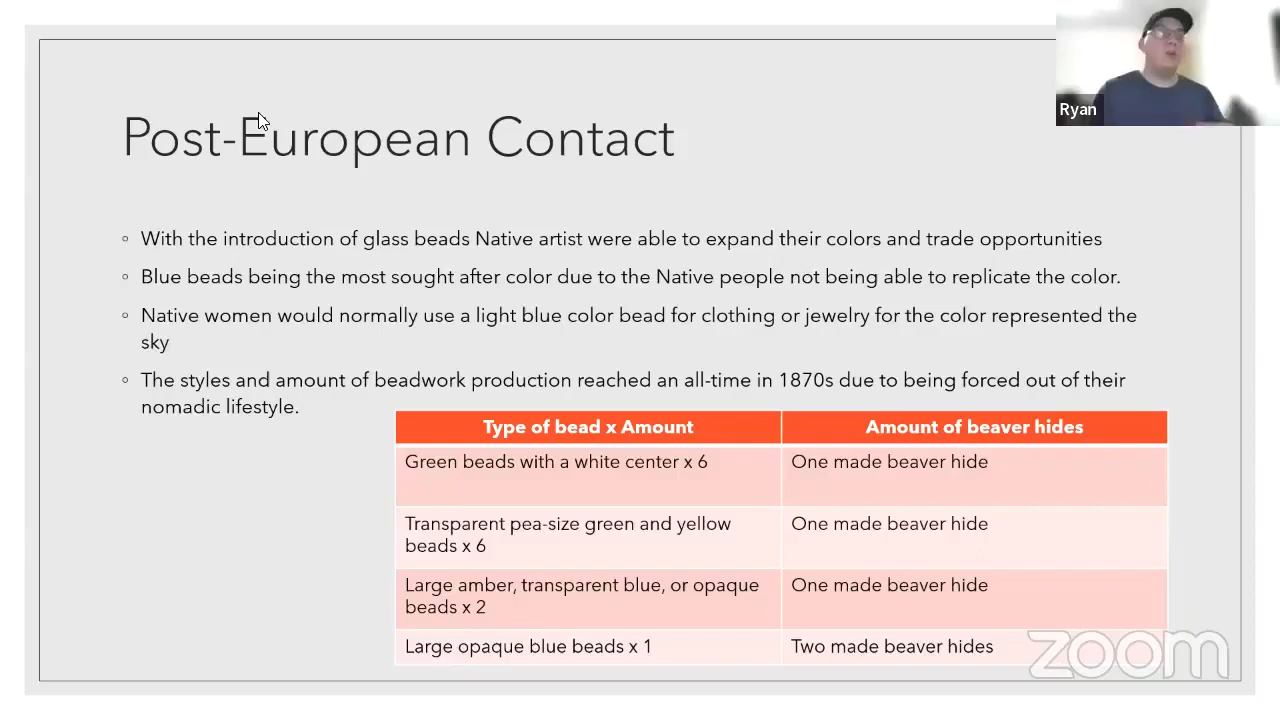 Ryan
Post-European Contact
◦ With the introduction of glass beads Native artist were able to expand their colors and trade opportunities
◦ Blue beads being the most sought after color due to the Native people not being able to replicate the color.
◦ Native women would normally use a light blue color bead for clothing or jewelry for the color represented the
sky
◦ The styles and amount of beadwork production reached an all-time in 1870s due to being forced out of their
nomadic lifestyle.
Type of bead x Amount Amount of beaver hides
Green beads with a white center x 6 One made beaver hide
Transparent pea-size green and yellow One made beaver hide
beads x 6
Large amber, transparent blue, or opaque One made beaver hide
beads x 2
Large opaque blue beads x 1 Two made beaver hides
zoom